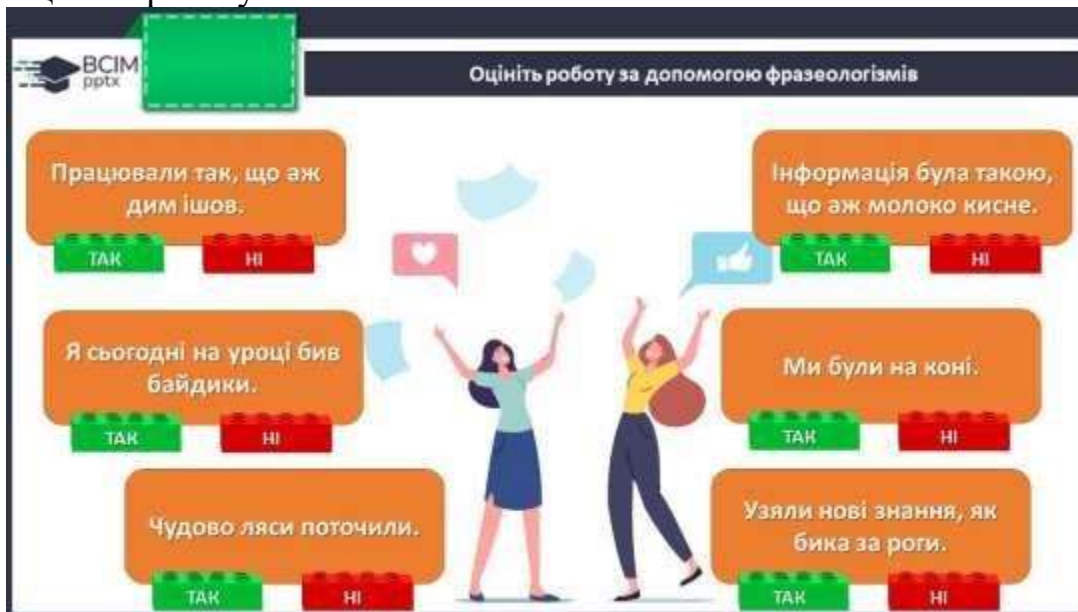 ВСІМ
pptx
Оцініть роботу за допомогою фразеологізмів
Працювали так, що аж
дим ішов.
ТАК НІ
Інформація була такою,
що аж молоко кисне.
ТАК НІ
Я сьогодні на уроці бив
байдики.
ТАК НІ
Ми були на коні.
ТАК НІ
Чудово ляси поточили.
ТАК НІ
Узяли нові знання, як
бика за роги.
ТАК НІ